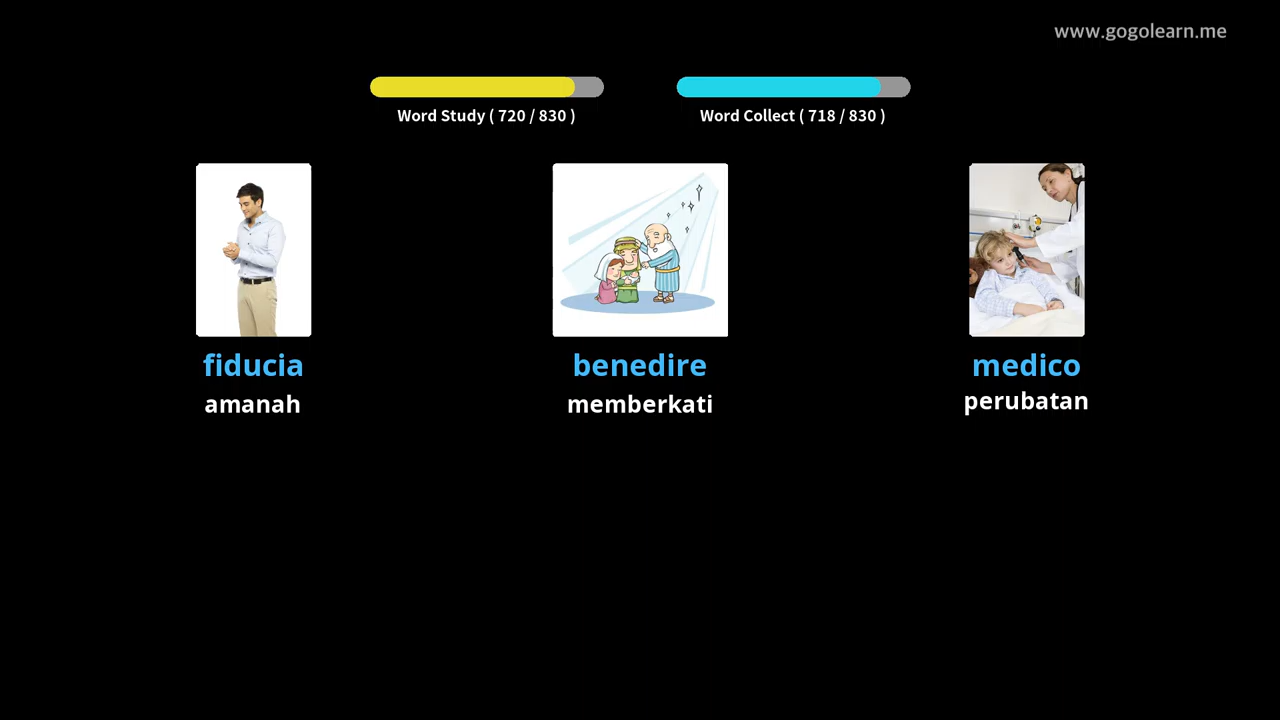 www.gogolearn.me
Word Study ( 720 / 830 )
Word Collect ( 718 / 830 )
fiducia
benedire
medico
amanah
memberkati
perubatan